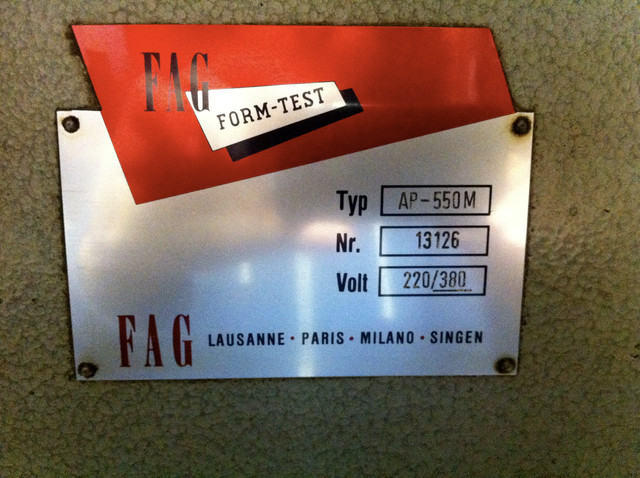 FAG
FORM-TEST
Typ AP-550M
Nr. 13126
Volt 220/380
FAG LAUSANNE • PARIS • MILANO • SINGEN